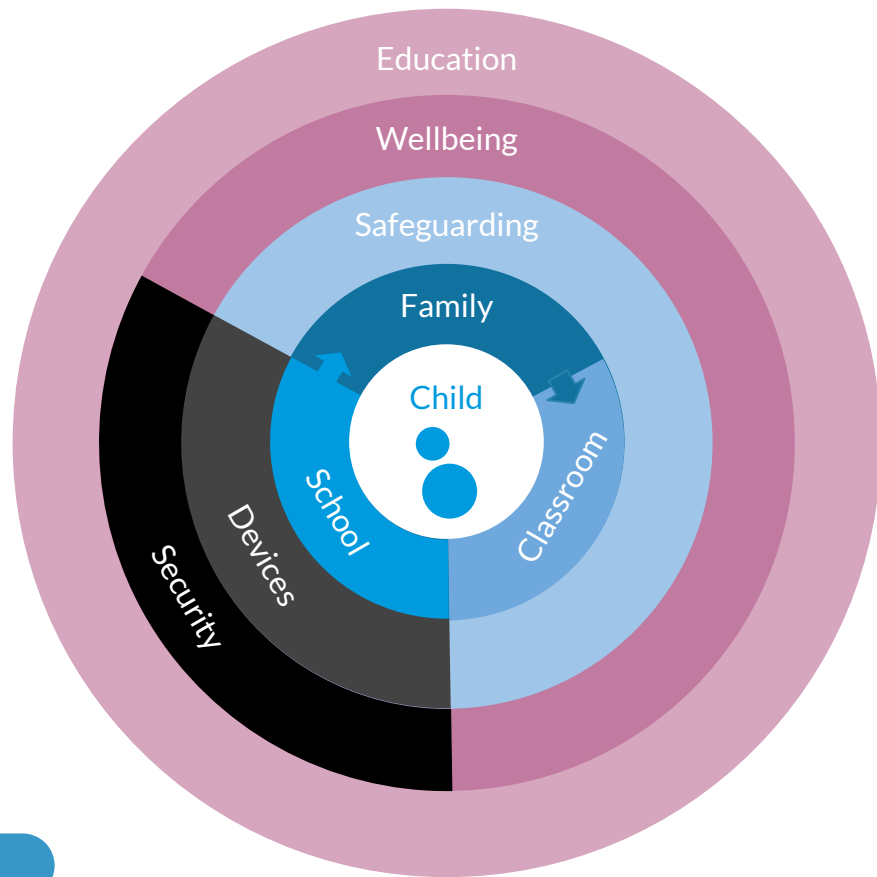 Education
Wellbeing
Safeguarding
Family
Child
School
Classroom
Devices
Security